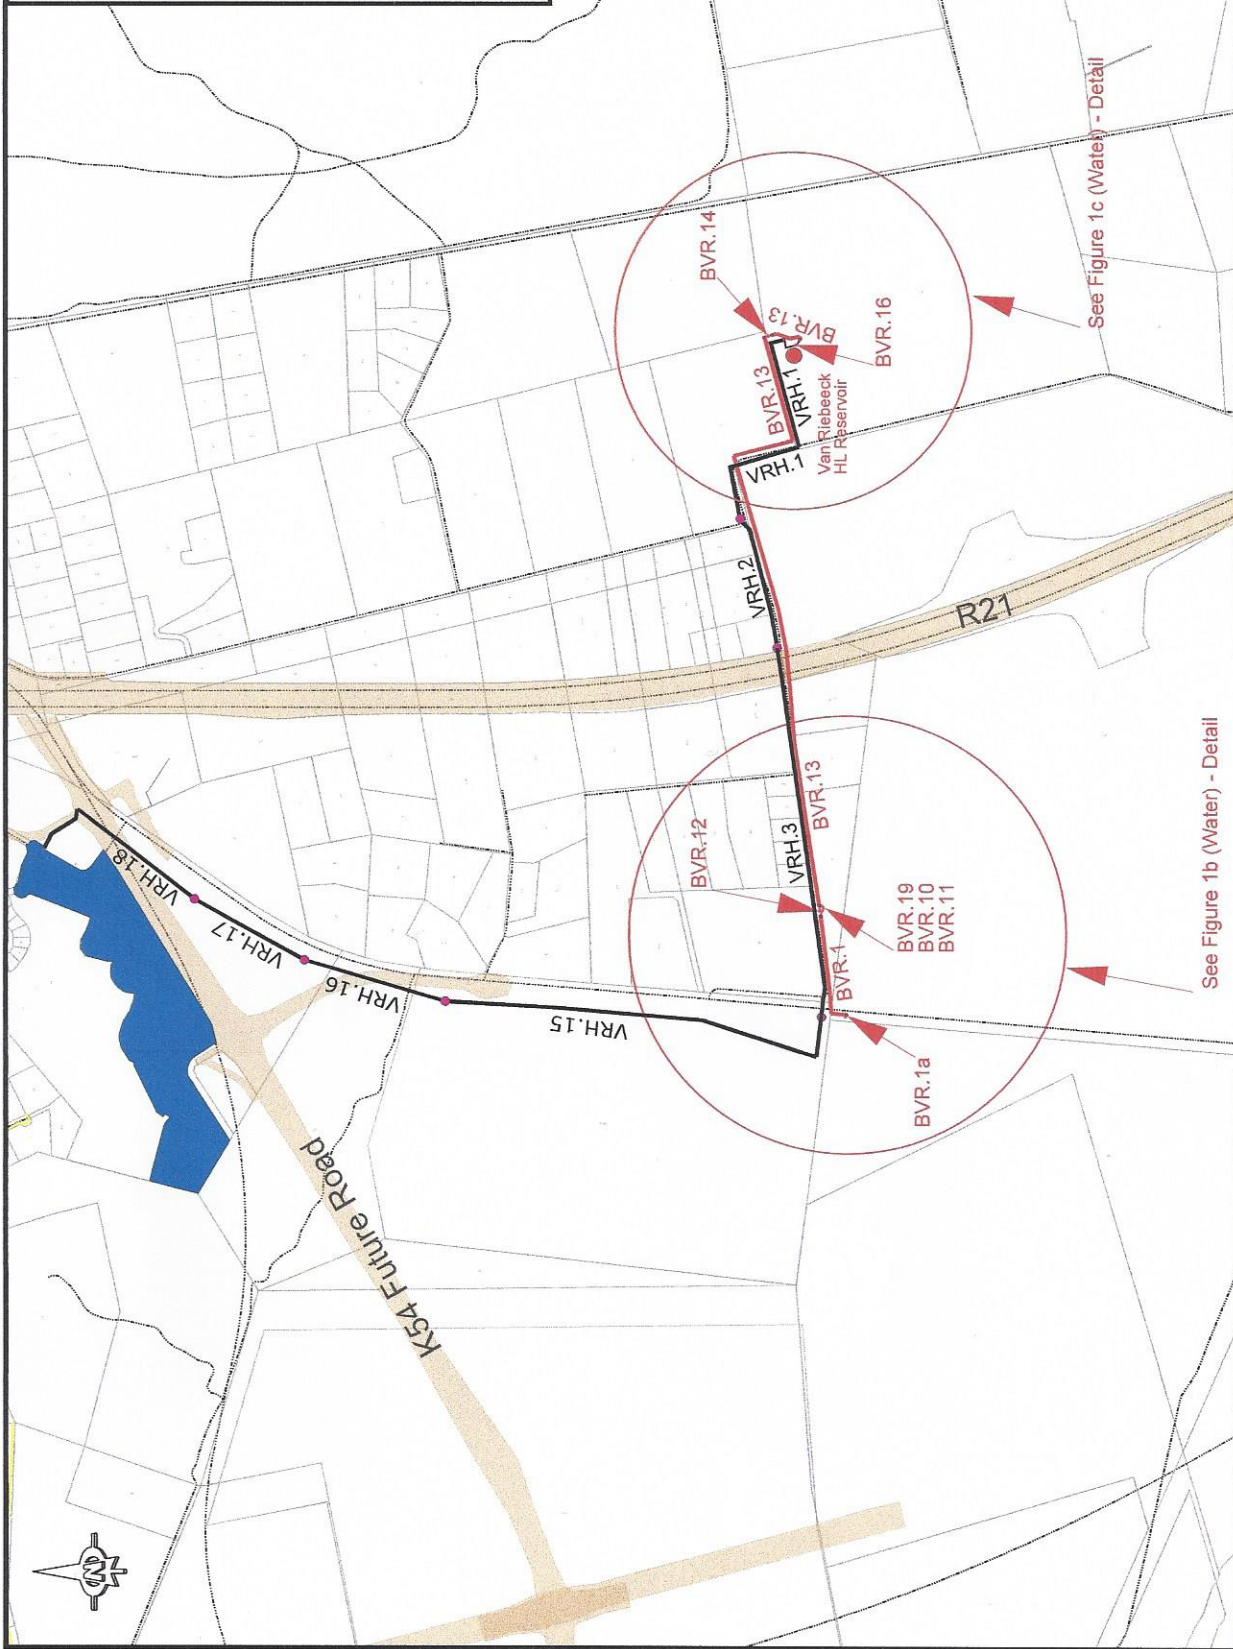 BVR.14
BVR.13
BVR.13
VRH.1
VRH.1
Van Riebeeck
HL Reservoir
BVR.16
See Figure 1c (Water) - Detail
VRH.2
R21
BVR.12
VRH.3
BVR.13
BVR.19
BVR.10
BVR.11
BVR.1
BVR.1a
See Figure 1b (Water) - Detail
VRH.18
VRH.17
VRH.16
VRH.15
K54 Future Road
N